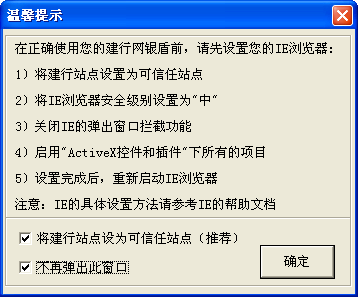 温馨提示
在正确使用您的建行网银盾前，请先设置您的IE浏览器：
1）将建行站点设置为可信任站点
2）将IE浏览器安全级别设置为"中"
3）关闭IE的弹出窗口拦截功能
4）启用"ActiveX控件和插件"下所有的项目
5）设置完成后，重新启动IE浏览器
注意：IE的具体设置方法请参考IE的帮助文档
将建行站点设为可信任站点（推荐）
不再弹出此窗口
确定